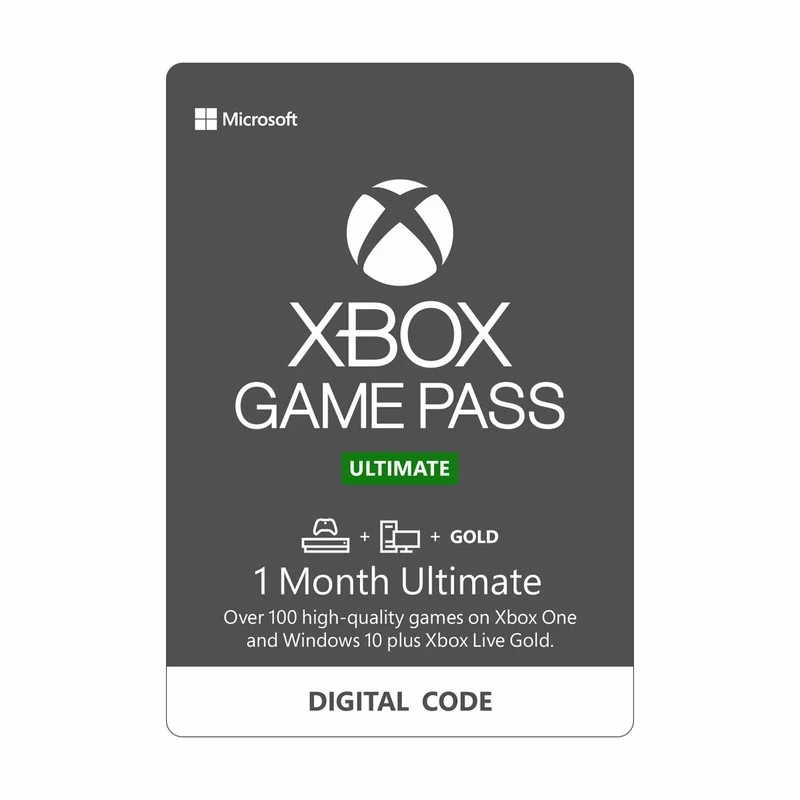 Microsoft
XBOX
GAME PASS
ULTIMATE
+ + GOLD
1 Month Ultimate
Over 100 high-quality games on Xbox One
and Windows 10 plus Xbox Live Gold.
DIGITAL CODE